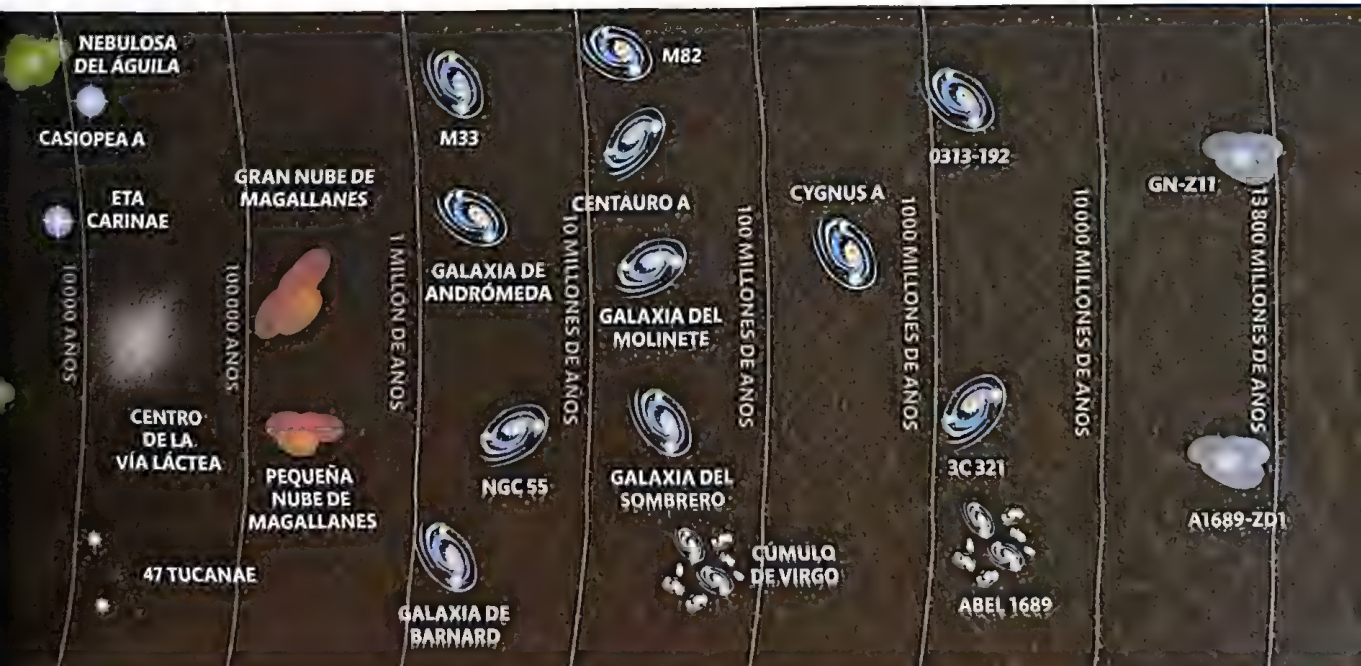 NEBULOSA
DEL ÁGUILA
CASIOPEA A
ETA
CARINAE
10000 AÑOS
CENTRO
DE LA
VÍA LÁCTEA
47 TUCANAE
100000 AÑOS
GRAN NUBE DE
MAGALLANES
PEQUEÑA
NUBE DE
MAGALLANES
1 MILLÓN DE AÑOS
M33
GALAXIA DE
ANDRÓMEDA
NGC 55
GALAXIA DE
BARNARD
10 MILLONES DE AÑOS
M82
CENTAURO A
GALAXIA DEL
MOLINETE
GALAXIA DEL
SOMBRERO
CÚMULO
DE VIRGO
100 MILLONES DE AÑOS
CYGNUS A
1000 MILLONES DE AÑOS
0313-192
3C 321
ABEL 1689
10000 MILLONES DE AÑOS
GN-Z11
A1689-ZD1
13800 MILLONES DE AÑOS